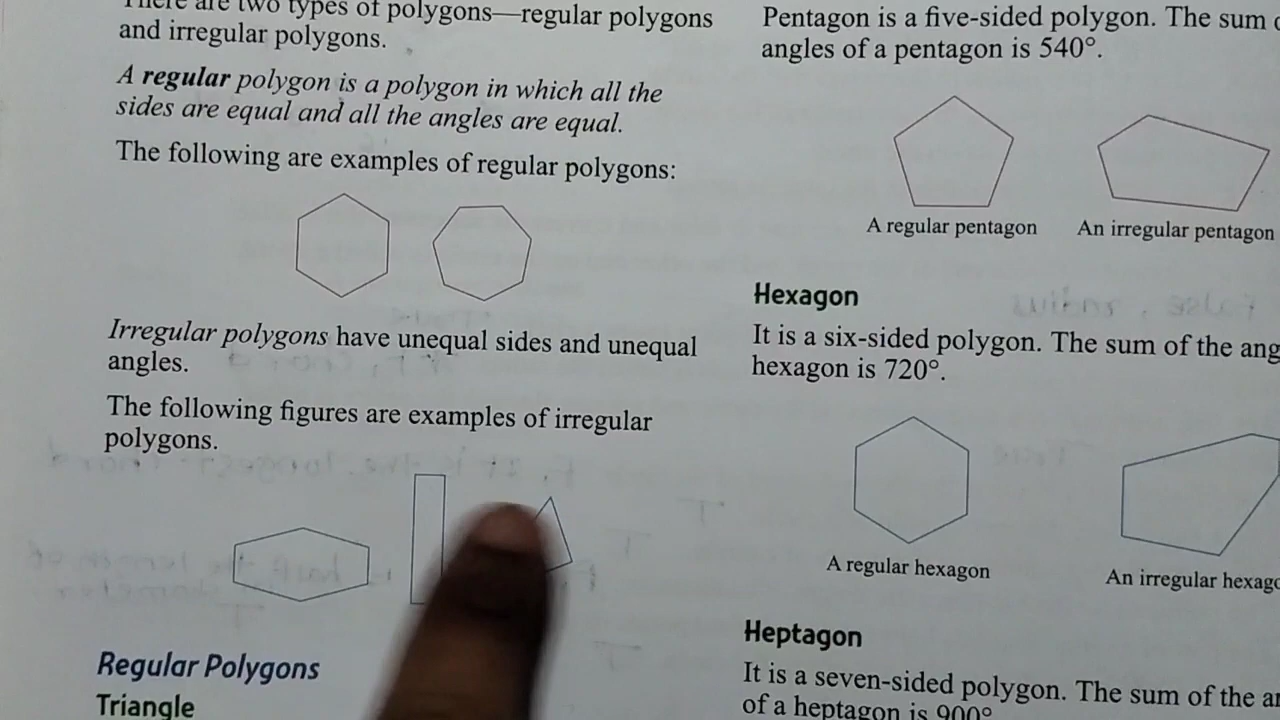 There are two types of polygons—regular polygons
and irregular polygons.
A regular polygon is a polygon in which all the
sides are equal and all the angles are equal.
The following are examples of regular polygons:
Irregular polygons have unequal sides and unequal
angles.
The following figures are examples of irregular
polygons.
Regular Polygons
Triangle
Pentagon is a five-sided polygon. The sum
angles of a pentagon is 540°.
A regular pentagon
An irregular pentagon
Hexagon
It is a six-sided polygon. The sum of the ang
hexagon is 720°.
A regular hexagon
An irregular hexag
Heptagon
It is a seven-sided polygon. The sum of the
of a heptagon is 900°